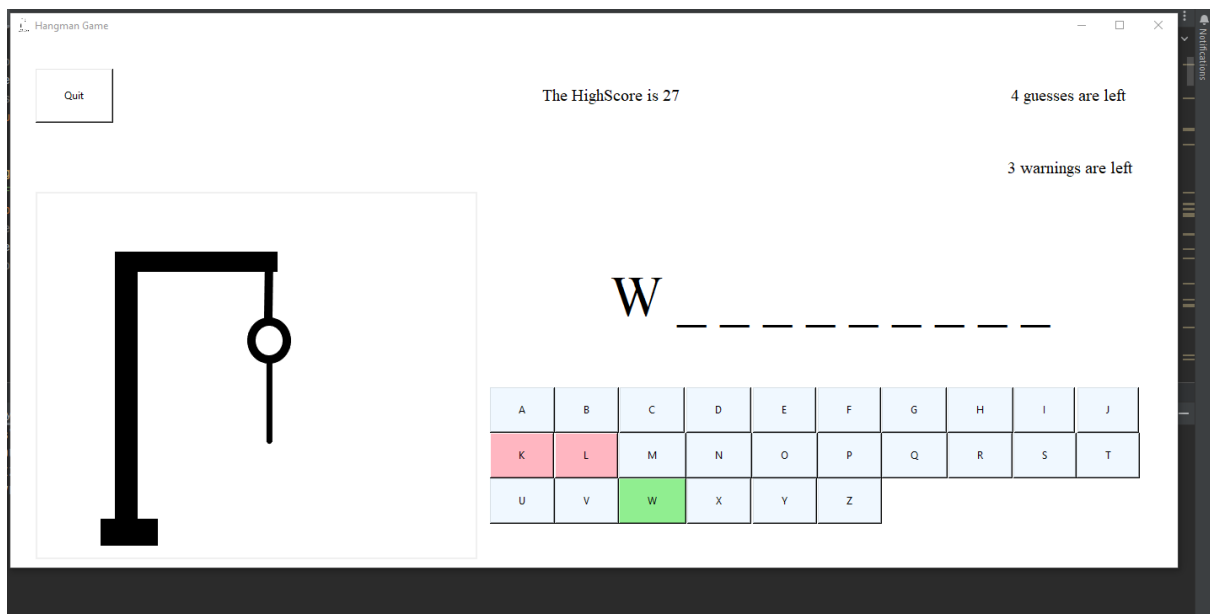 Hangman Game
Notifications
Quit
The HighScore is 27
4 guesses are left
3 warnings are left
W _ _ _ _ _ _ _ _ _
A B C D E F G H I J
K L M N O P Q R S T
U V W X Y Z